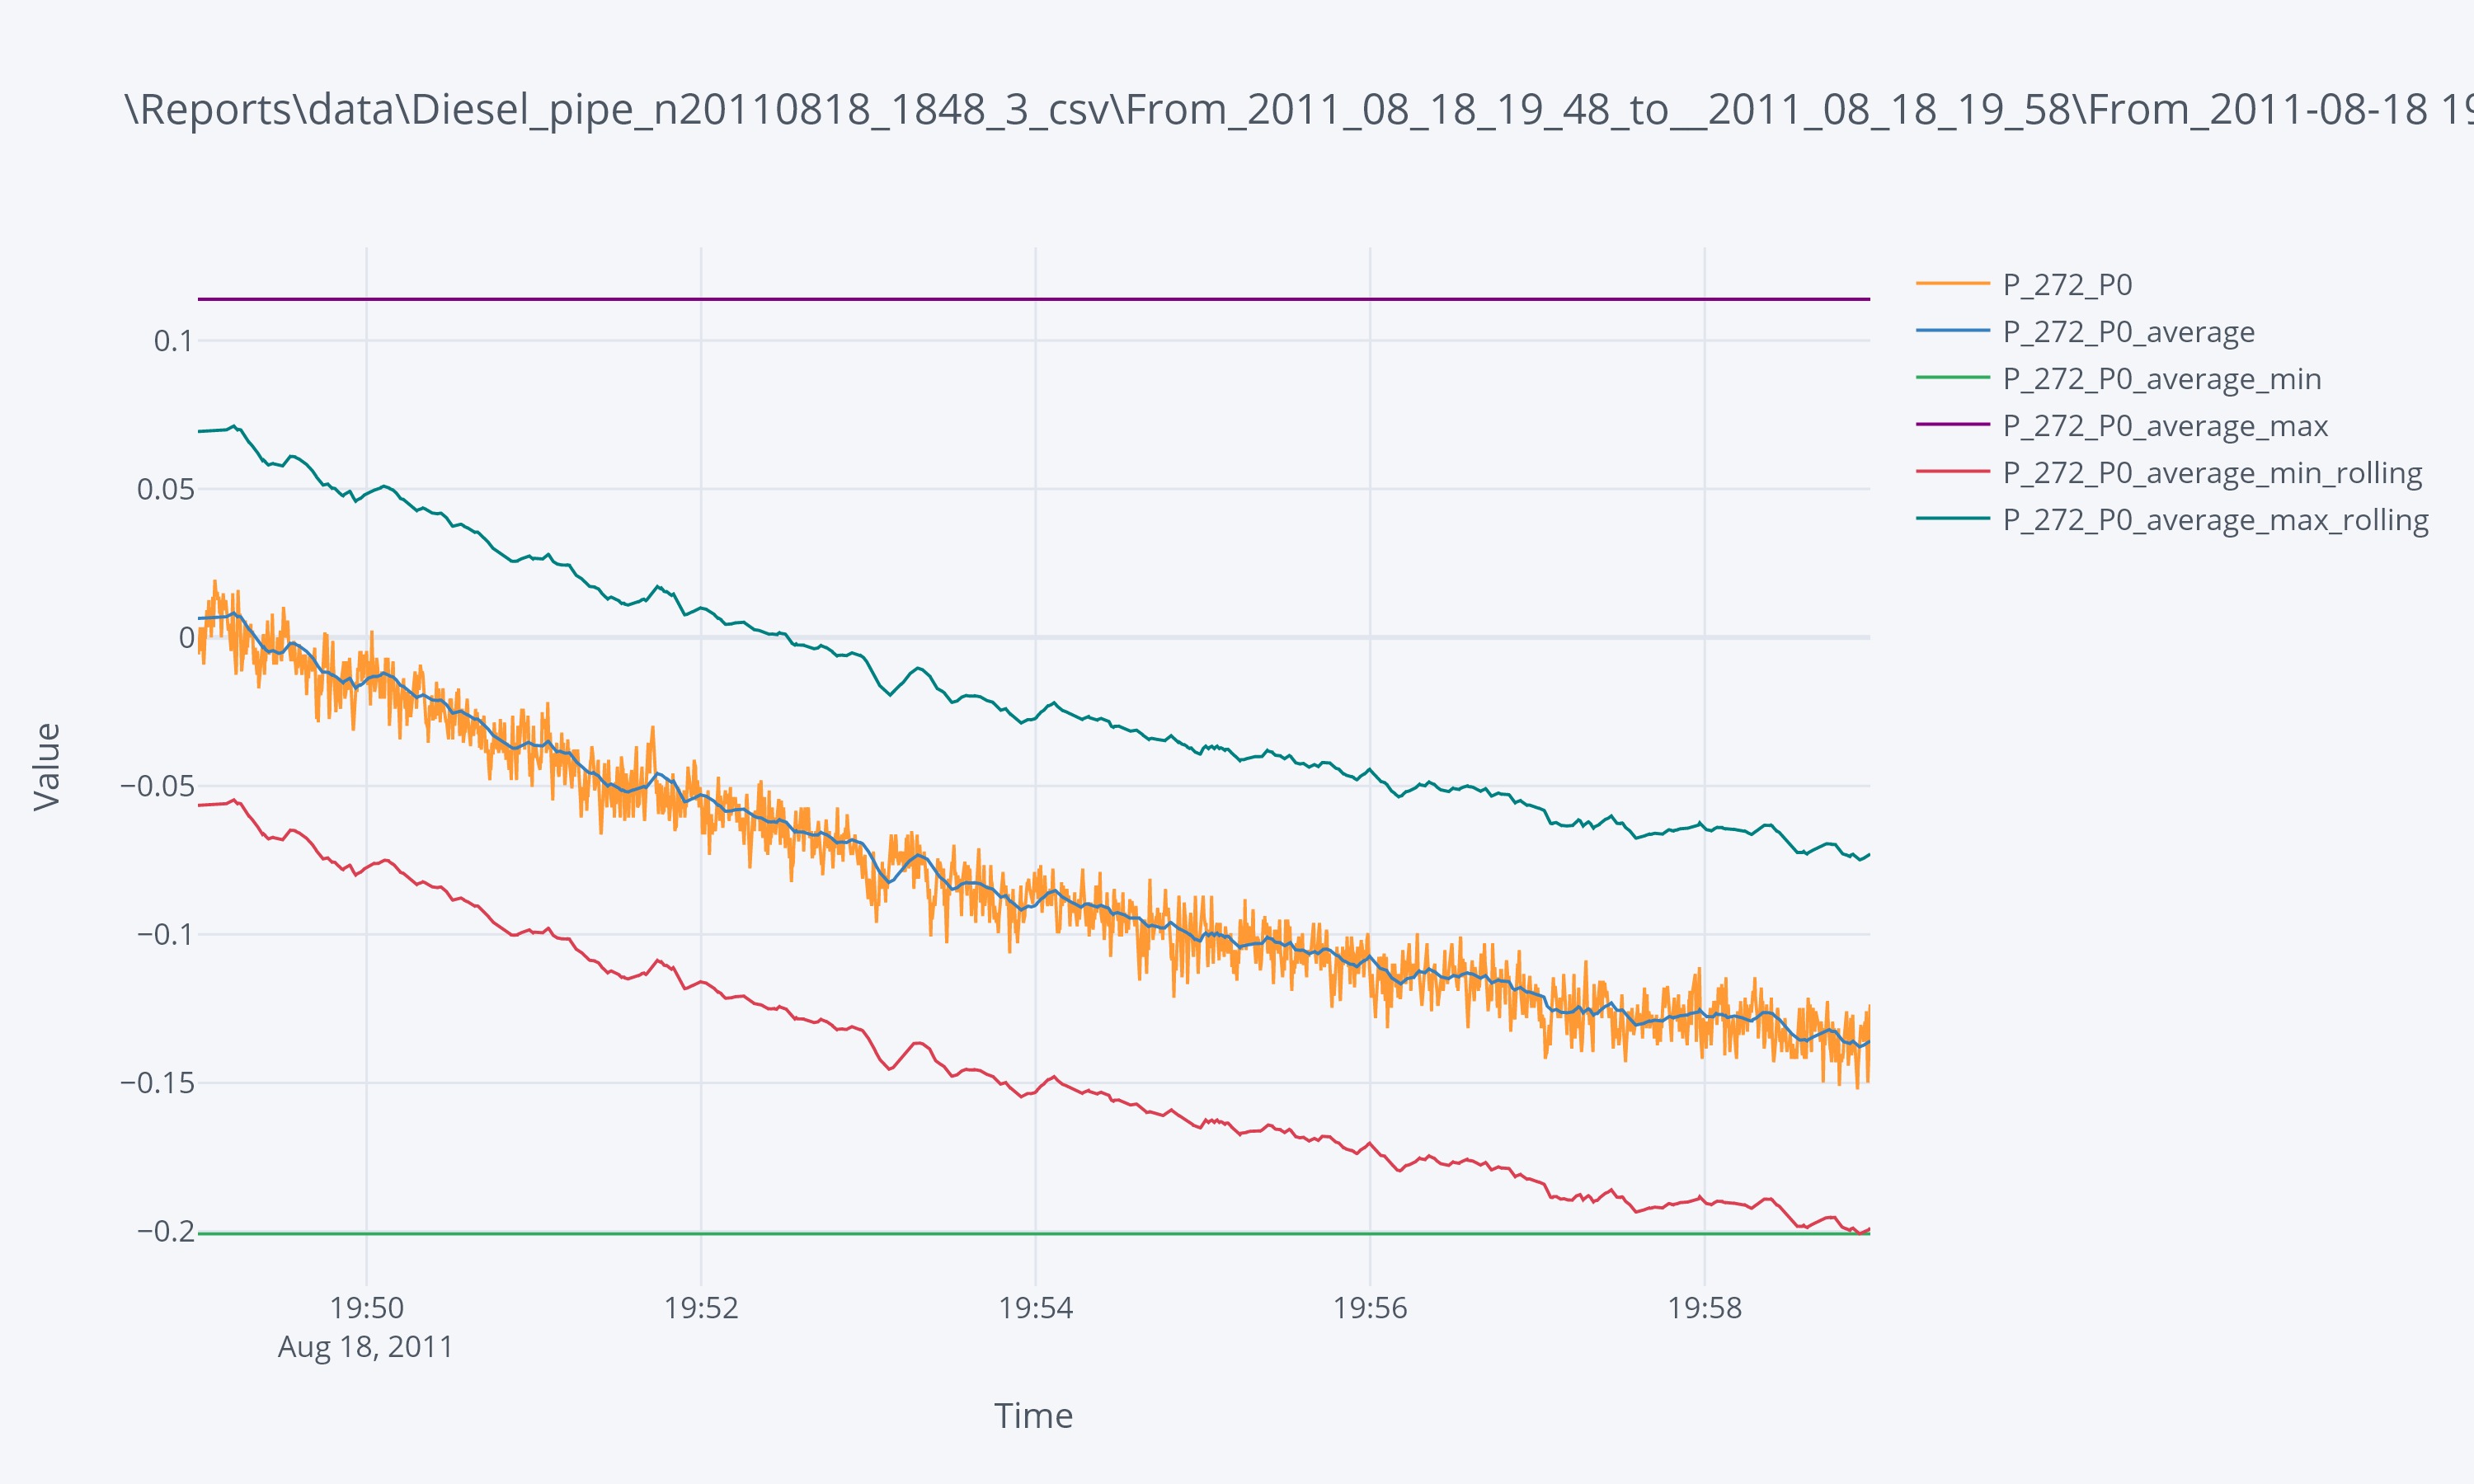 \Reports\data\Diesel_pipe_n20110818_1848_3_csv\From_2011_08_18_19_48_to__2011_08_18_19_58\From_2011-08-18 19
P_272_P0
P_272_P0_average
P_272_P0_average_min
P_272_P0_average_max
P_272_P0_average_min_rolling
P_272_P0_average_max_rolling
0.1
0.05
0
−0.05
−0.1
−0.15
−0.2
Value
19:50
19:52
19:54
19:56
19:58
Aug 18, 2011
Time